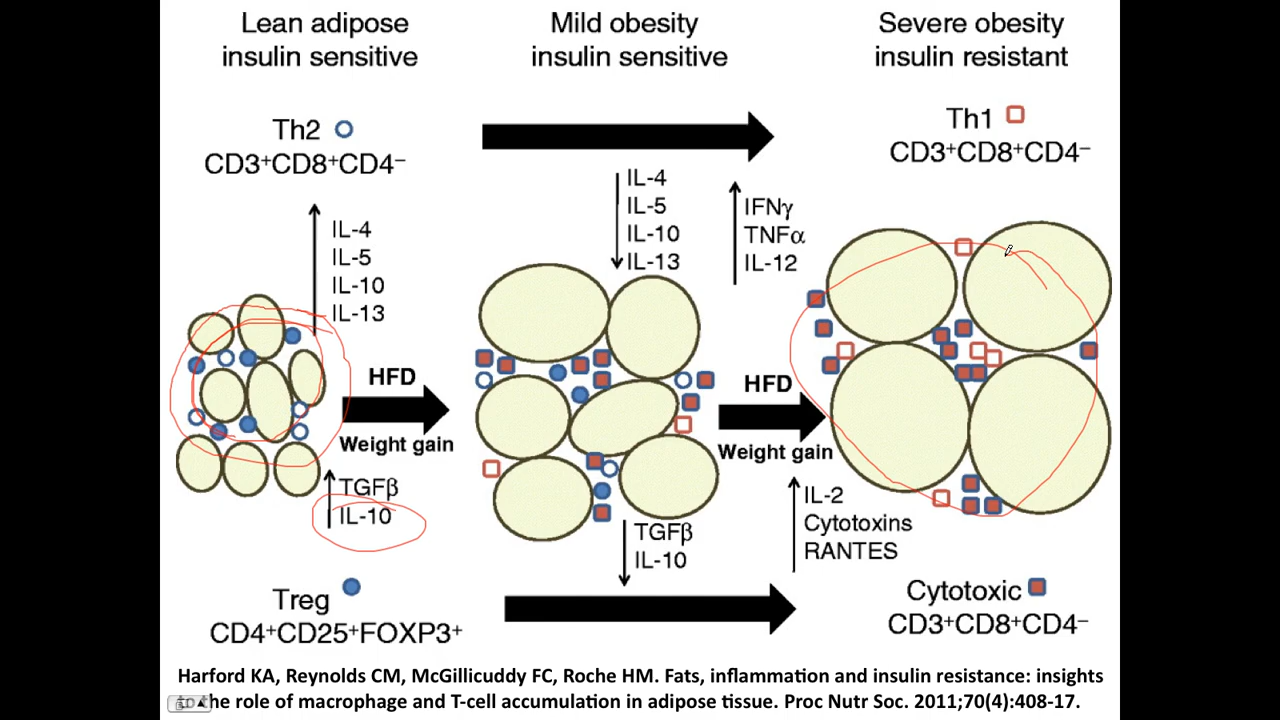 Lean adipose
insulin sensitive
Mild obesity
insulin sensitive
Severe obesity
insulin resistant
Th2
CD3⁺CD8⁺CD4⁻
Th1
CD3⁺CD8⁺CD4⁻
IL-4
IL-5
IL-10
IL-13
IL-4
IL-5
IL-10
IL-13
IFNγ
TNFα
IL-12
HFD
Weight gain
HFD
Weight gain
TGFβ
IL-10
TGFβ
IL-10
IL-2
Cytotoxins
RANTES
Treg
CD4⁺CD25⁺FOXP3⁺
Cytotoxic
CD3⁺CD8⁺CD4⁻
Harford KA, Reynolds CM, McGillicuddy FC, Roche HM. Fats, inflammation and insulin resistance: insights
to the role of macrophage and T-cell accumulation in adipose tissue. Proc Nutr Soc. 2011;70(4):408-17.